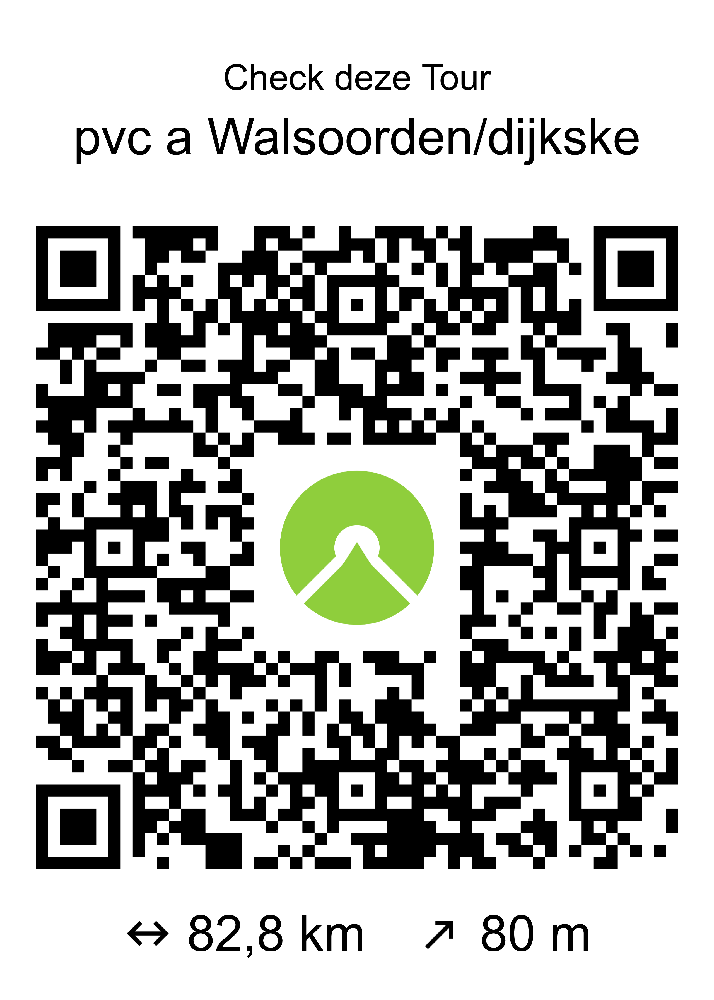 Check deze Tour
pvc a Walsoorden/dijkske
↔ 82,8 km ↗ 80 m